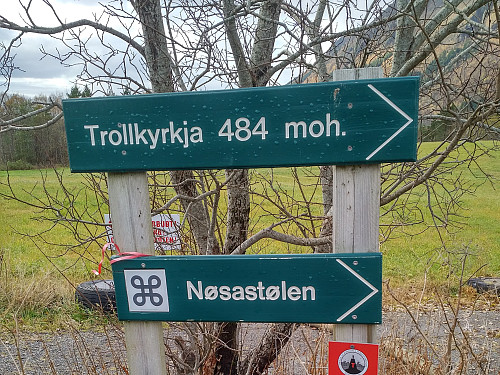 Trollkyrkja 484 moh.
Nøsastølen